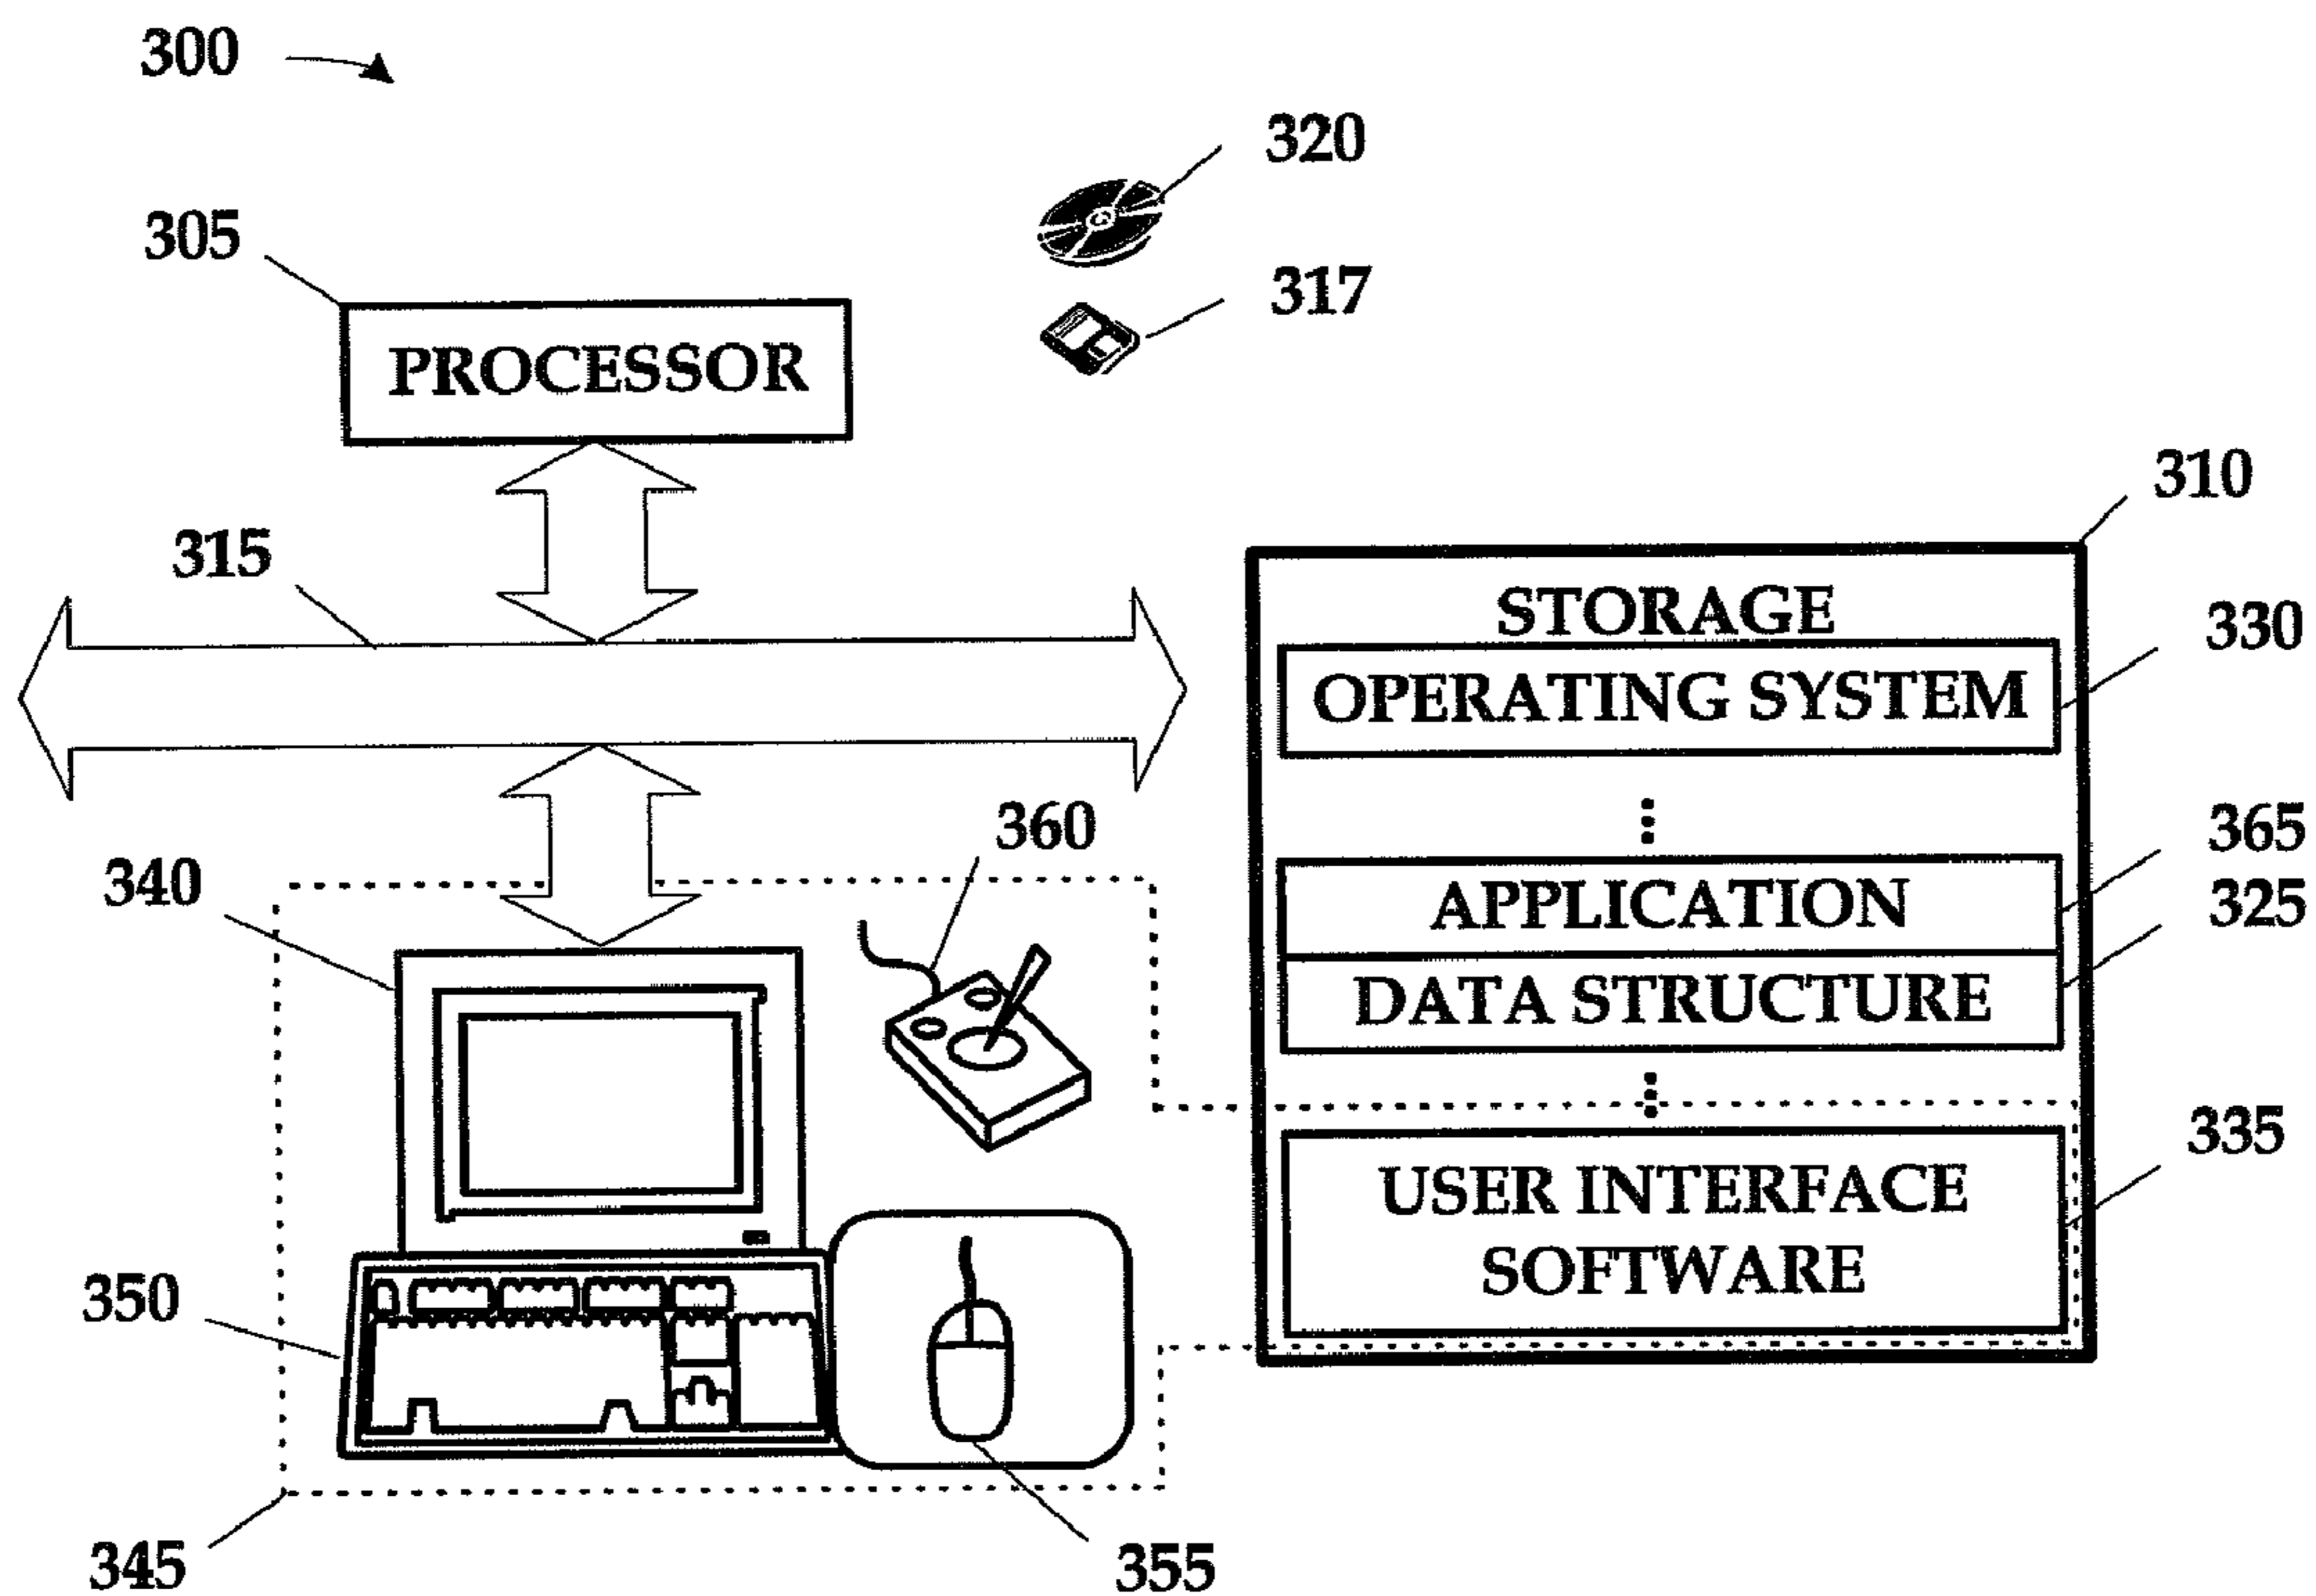 300
320
305
317
PROCESSOR
310
315
STORAGE
330
OPERATING SYSTEM
360
365
340
APPLICATION
325
DATA STRUCTURE
335
USER INTERFACE
SOFTWARE
350
345
355